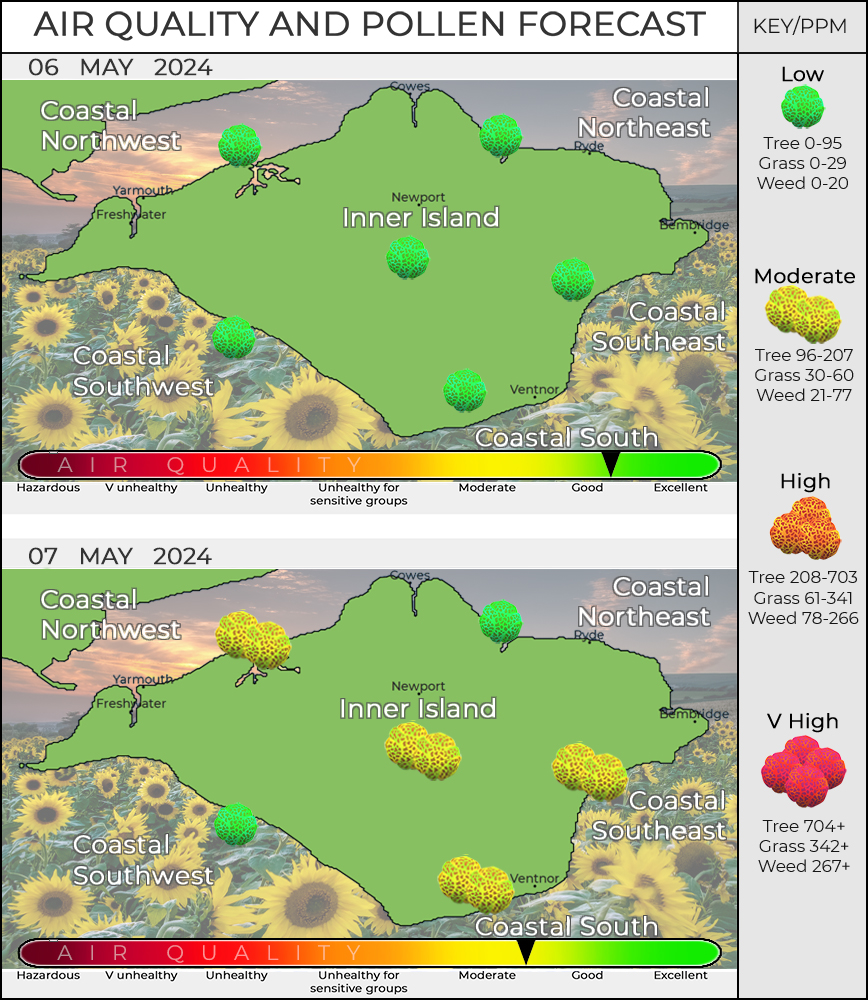 AIR QUALITY AND POLLEN FORECAST
KEY/PPM
06 MAY 2024
Coastal
Northwest
Cowes
Coastal
Northeast
Ryde
Yarmouth
Freshwater
Newport
Inner Island
Bembridge
Coastal
Southeast
Coastal
Southwest
Ventnor
Coastal South
AIR QUALITY
Hazardous
V unhealthy
Unhealthy
Unhealthy for
sensitive groups
Moderate
Good
Excellent
07 MAY 2024
Coastal
Northwest
Cowes
Coastal
Northeast
Ryde
Yarmouth
Freshwater
Newport
Inner Island
Bembridge
Coastal
Southeast
Coastal
Southwest
Ventnor
Coastal South
AIR QUALITY
Hazardous
V unhealthy
Unhealthy
Unhealthy for
sensitive groups
Moderate
Good
Excellent
Low
Tree 0-95
Grass 0-29
Weed 0-20
Moderate
Tree 96-207
Grass 30-60
Weed 21-77
High
Tree 208-703
Grass 61-341
Weed 78-266
V High
Tree 704+
Grass 342+
Weed 267+